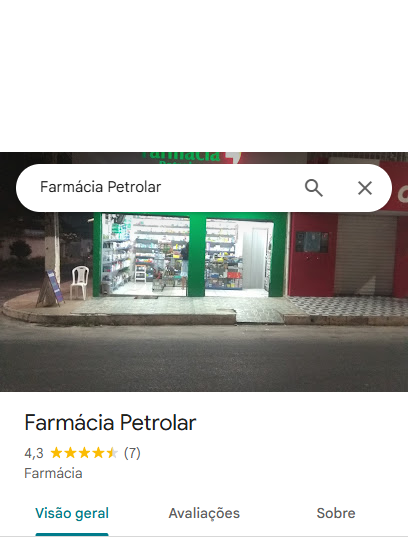 Farmácia
Farmácia Petrolar
Farmácia Petrolar
4,3 (7)
Farmácia
Visão geral
Avaliações
Sobre